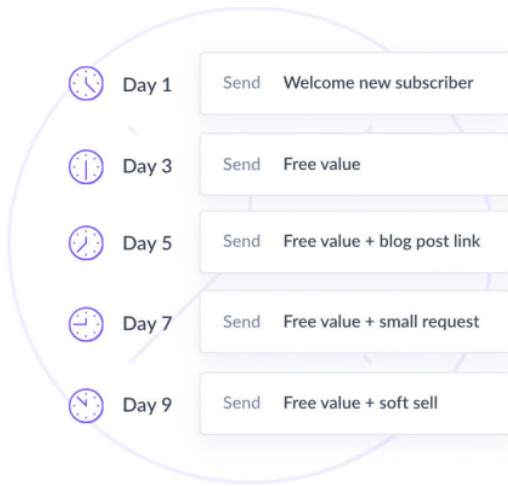 Day 1 Send Welcome new subscriber
Day 3 Send Free value
Day 5 Send Free value + blog post link
Day 7 Send Free value + small request
Day 9 Send Free value + soft sell